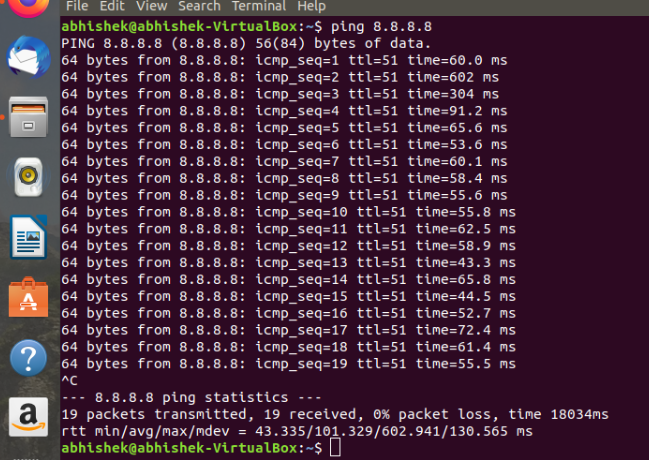 File Edit View Search Terminal Help
abhishek@abhishek-VirtualBox:~$ ping 8.8.8.8
PING 8.8.8.8 (8.8.8.8) 56(84) bytes of data.
64 bytes from 8.8.8.8: icmp_seq=1 ttl=51 time=60.0 ms
64 bytes from 8.8.8.8: icmp_seq=2 ttl=51 time=602 ms
64 bytes from 8.8.8.8: icmp_seq=3 ttl=51 time=304 ms
64 bytes from 8.8.8.8: icmp_seq=4 ttl=51 time=91.2 ms
64 bytes from 8.8.8.8: icmp_seq=5 ttl=51 time=65.6 ms
64 bytes from 8.8.8.8: icmp_seq=6 ttl=51 time=53.6 ms
64 bytes from 8.8.8.8: icmp_seq=7 ttl=51 time=60.1 ms
64 bytes from 8.8.8.8: icmp_seq=8 ttl=51 time=58.4 ms
64 bytes from 8.8.8.8: icmp_seq=9 ttl=51 time=55.6 ms
64 bytes from 8.8.8.8: icmp_seq=10 ttl=51 time=55.8 ms
64 bytes from 8.8.8.8: icmp_seq=11 ttl=51 time=62.5 ms
64 bytes from 8.8.8.8: icmp_seq=12 ttl=51 time=58.9 ms
64 bytes from 8.8.8.8: icmp_seq=13 ttl=51 time=43.3 ms
64 bytes from 8.8.8.8: icmp_seq=14 ttl=51 time=65.8 ms
64 bytes from 8.8.8.8: icmp_seq=15 ttl=51 time=44.5 ms
64 bytes from 8.8.8.8: icmp_seq=16 ttl=51 time=52.7 ms
64 bytes from 8.8.8.8: icmp_seq=17 ttl=51 time=72.4 ms
64 bytes from 8.8.8.8: icmp_seq=18 ttl=51 time=61.4 ms
64 bytes from 8.8.8.8: icmp_seq=19 ttl=51 time=55.5 ms
^C
--- 8.8.8.8 ping statistics ---
19 packets transmitted, 19 received, 0% packet loss, time 18034ms
rtt min/avg/max/mdev = 43.335/101.329/602.941/130.565 ms
abhishek@abhishek-VirtualBox:~$